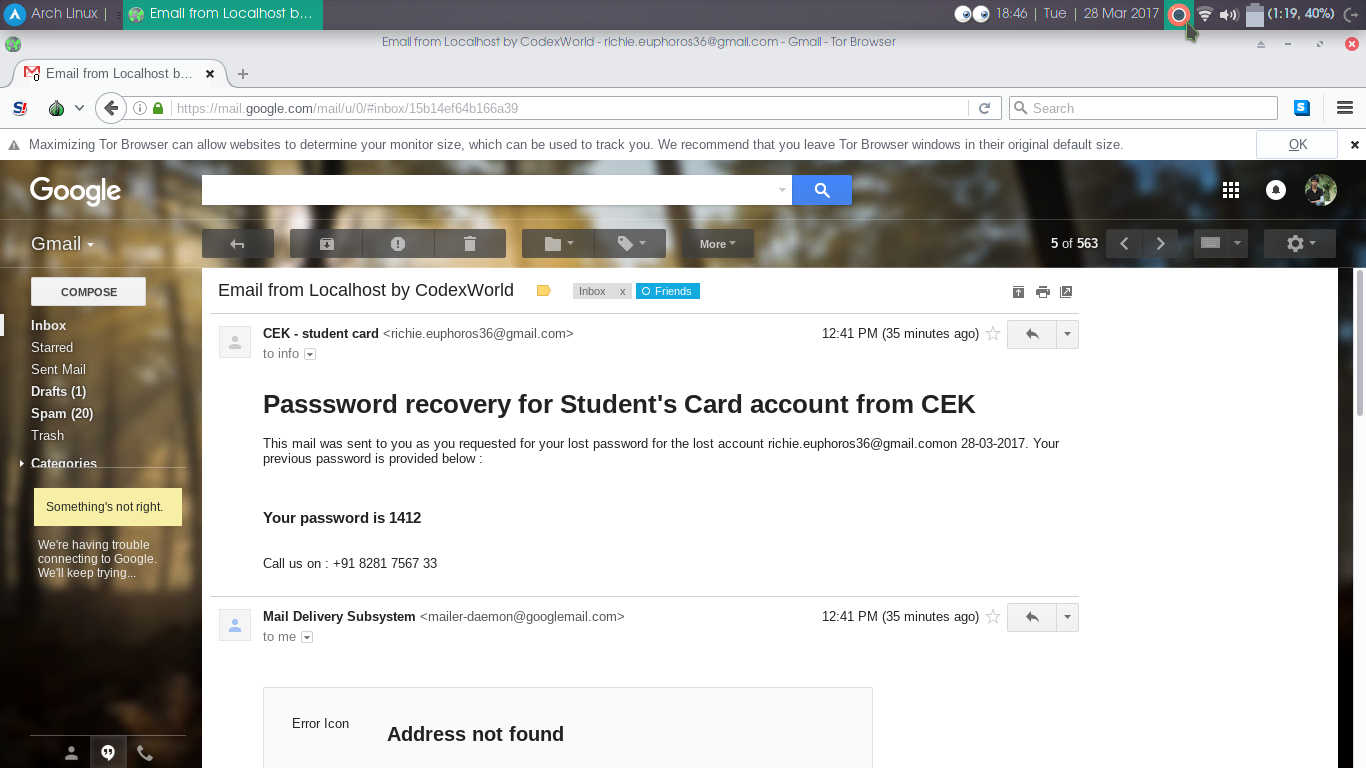 Arch Linux |
Email from Localhost b...
18:46 | Tue | 28 Mar 2017
(1:19, 40%)
Email from Localhost by CodexWorld - richie.euphoros36@gmail.com - Gmail - Tor Browser
Email from Localhost b...
https://mail.google.com/mail/u/0/#inbox/15b14ef64b166a39
Search
Maximizing Tor Browser can allow websites to determine your monitor size, which can be used to track you. We recommend that you leave Tor Browser windows in their original default size.
OK
Google
Gmail
More
5 of 563
COMPOSE
Inbox
Starred
Sent Mail
Drafts (1)
Spam (20)
Trash
Categories
Something's not right.
We're having trouble
connecting to Google.
We'll keep trying...
Email from Localhost by CodexWorld
Inbox x
Friends
CEK - student card <richie.euphoros36@gmail.com>
12:41 PM (35 minutes ago)
to info
Passsword recovery for Student's Card account from CEK
This mail was sent to you as you requested for your lost password for the lost account richie.euphoros36@gmail.comon 28-03-2017. Your
previous password is provided below :
Your password is 1412
Call us on : +91 8281 7567 33
Mail Delivery Subsystem <mailer-daemon@googlemail.com>
12:41 PM (35 minutes ago)
to me
Error Icon
Address not found